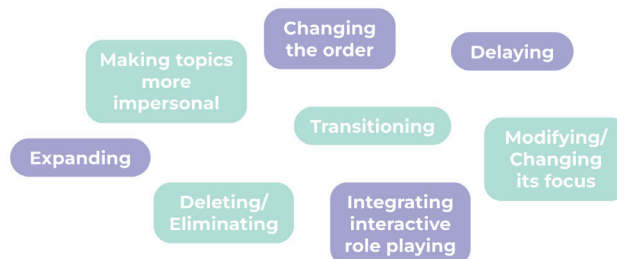 Changing
the order
Delaying
Making topics
more
impersonal
Transitioning
Modifying/
Changing
its focus
Expanding
Deleting/
Eliminating
Integrating
interactive
role playing